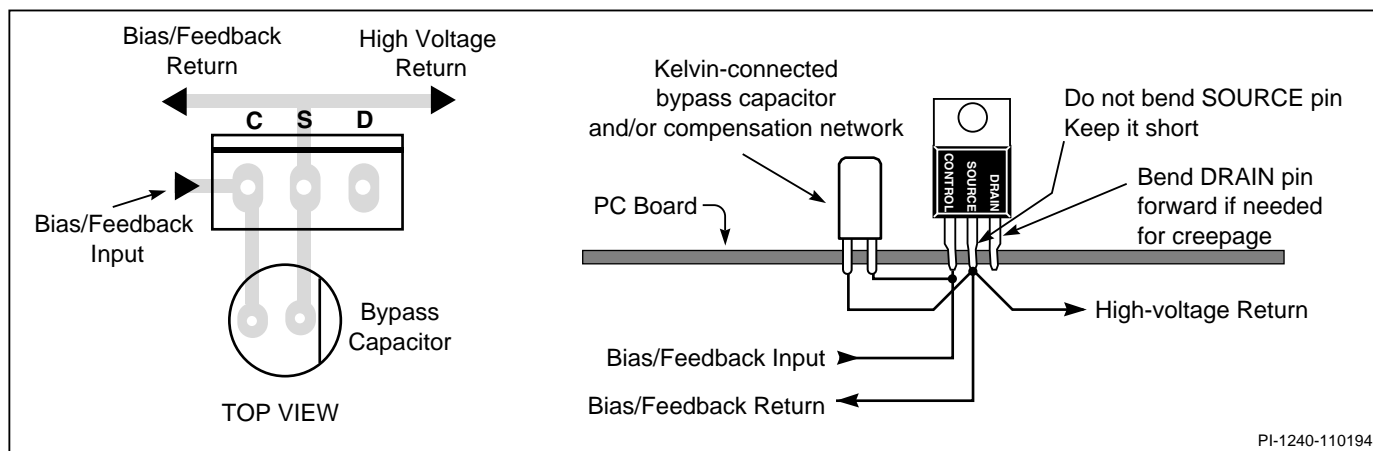 Bias/Feedback
Return
High Voltage
Return
C S D
Bias/Feedback
Input
Bypass
Capacitor
TOP VIEW
Kelvin-connected
bypass capacitor
and/or compensation network
PC Board
CONTROL
SOURCE
DRAIN
Do not bend SOURCE pin
Keep it short
Bend DRAIN pin
forward if needed
for creepage
High-voltage Return
Bias/Feedback Input
Bias/Feedback Return
PI-1240-110194